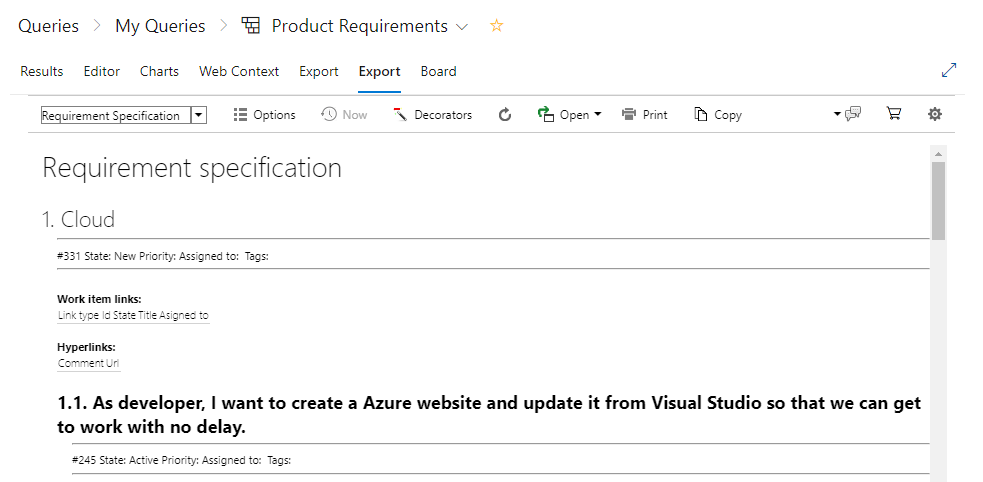 Queries > My Queries > Product Requirements
Results Editor Charts Web Context Export Export Board
Requirement Specification Options Now Decorators Open Print Copy
Requirement specification
1. Cloud
#331 State: New Priority: Assigned to: Tags:
Work item links:
Link type Id State Title Asigned to
Hyperlinks:
Comment Url
1.1. As developer, I want to create a Azure website and update it from Visual Studio so that we can get
to work with no delay.
#245 State: Active Priority: Assigned to: Tags: